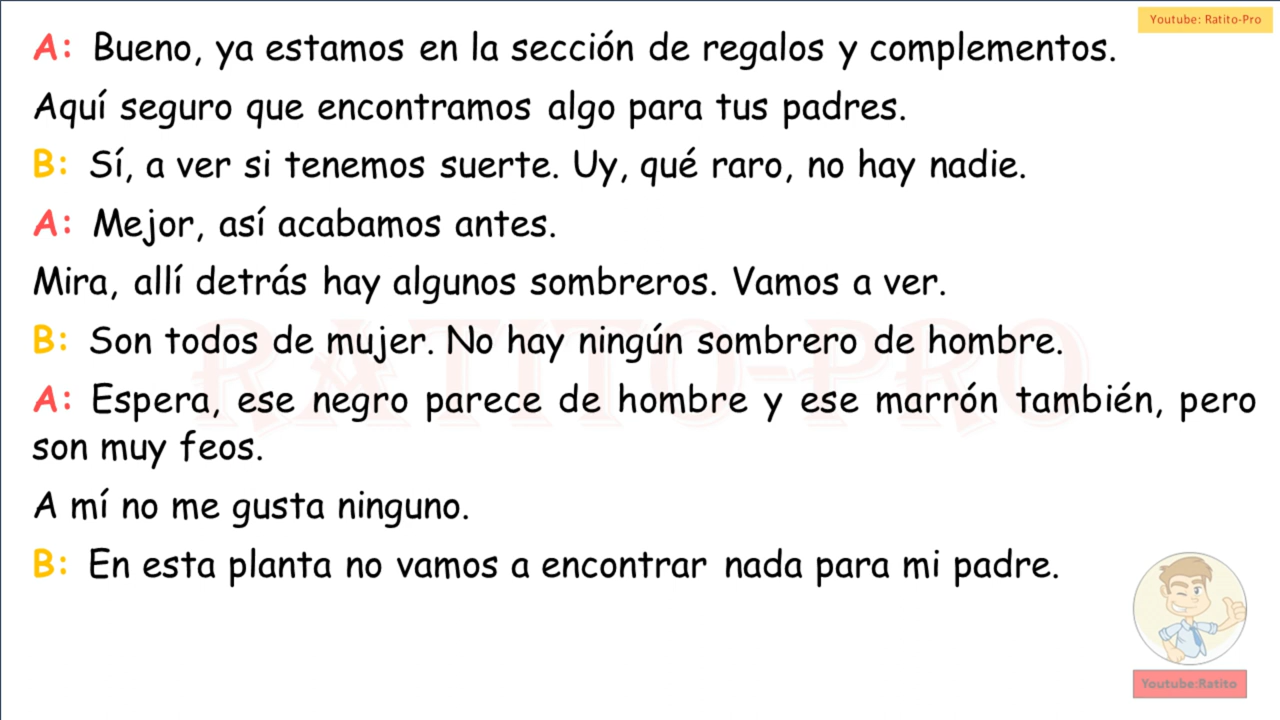 Youtube: Ratito-Pro
A: Bueno, ya estamos en la sección de regalos y complementos.
Aquí seguro que encontramos algo para tus padres.
B: Sí, a ver si tenemos suerte. Uy, qué raro, no hay nadie.
A: Mejor, así acabamos antes.
Mira, allí detrás hay algunos sombreros. Vamos a ver.
RATITO-PRO
B: Son todos de mujer. No hay ningún sombrero de hombre.
A: Espera, ese negro parece de hombre y ese marrón también, pero
son muy feos.
A mí no me gusta ninguno.
B: En esta planta no vamos a encontrar nada para mi padre.
Youtube:Ratito